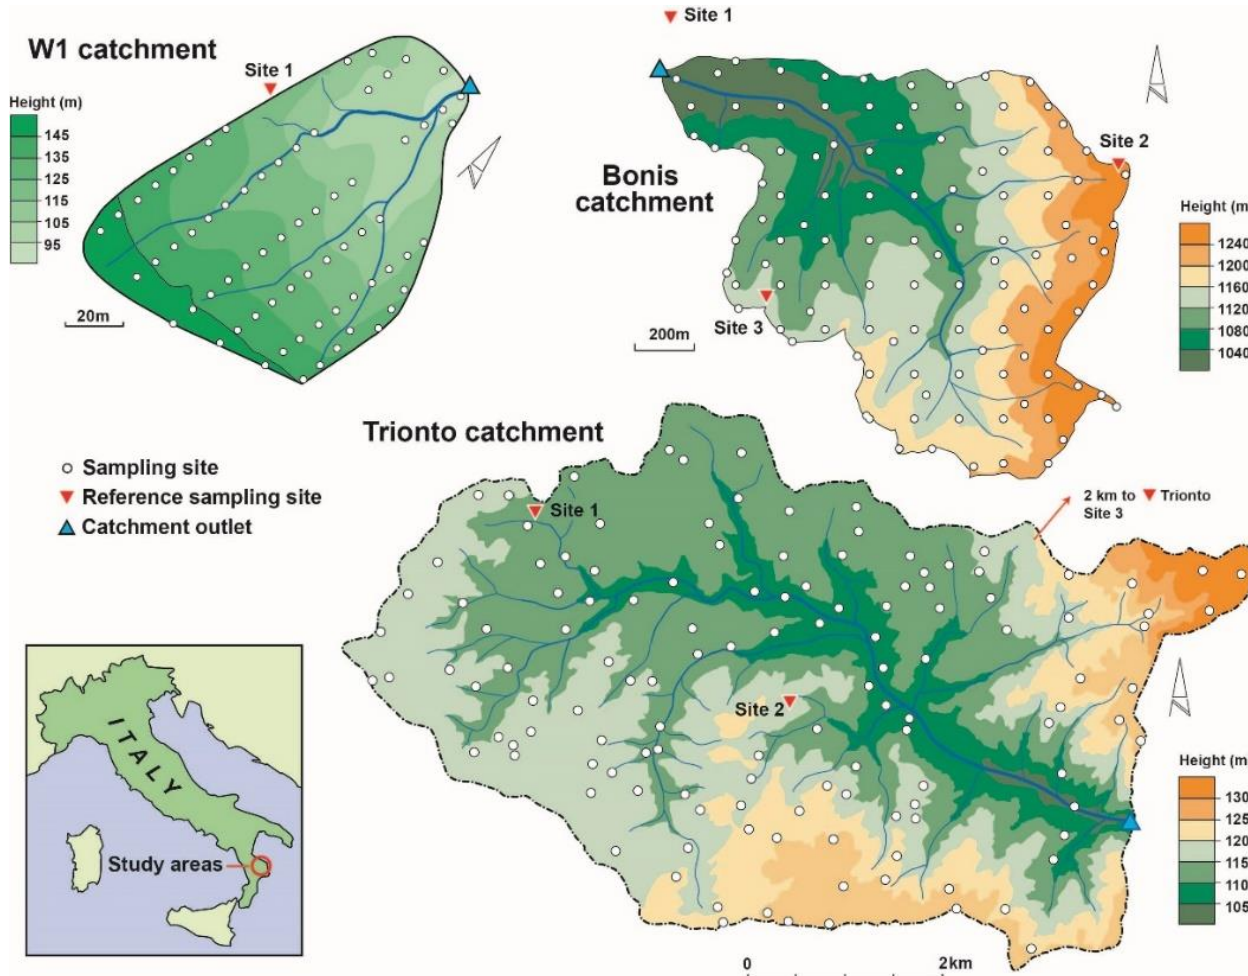 W1 catchment
Site 1
Height (m)
145
135
125
115
105
95
20m
Site 1
Site 2
Bonis
catchment
Site 3
200m
Height (m
1240
1200
1160
1120
1080
1040
Trionto catchment
Sampling site
Reference sampling site
Catchment outlet
Site 1
2 km to
Site 3
Trionto
Site 2
ITALY
Study areas
Height (m
130
125
120
115
110
105
0 2km